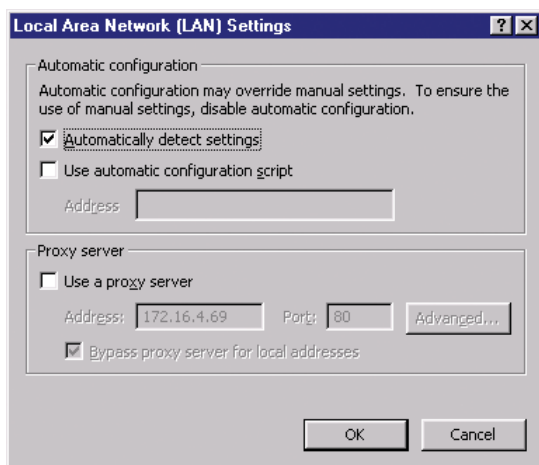 Local Area Network (LAN) Settings
Automatic configuration
Automatic configuration may override manual settings. To ensure the
use of manual settings, disable automatic configuration.
Automatically detect settings
Use automatic configuration script
Address
Proxy server
Use a proxy server
Address: 172.16.4.69 Port: 80 Advanced...
Bypass proxy server for local addresses
OK Cancel